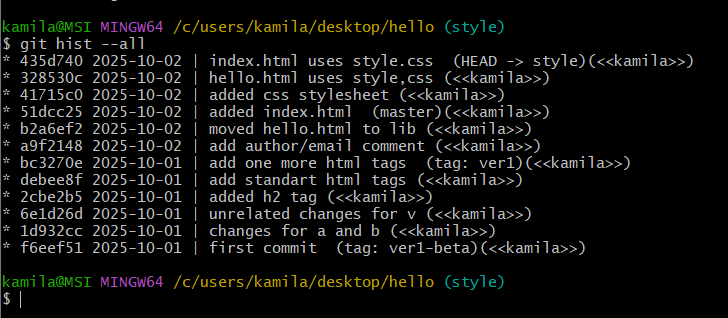 kamila@MSI MINGW64 /c/users/kamila/desktop/hello (style)
$ git hist --all
* 435d740 2025-10-02 | index.html uses style.css  (HEAD -> style)(<<kamila>>)
* 328530c 2025-10-02 | hello.html uses style,css (<<kamila>>)
* 41715c0 2025-10-02 | added css stylesheet (<<kamila>>)
* 51dcc25 2025-10-02 | added index.html  (master)(<<kamila>>)
* b2a6ef2 2025-10-02 | moved hello.html to lib (<<kamila>>)
* a9f2148 2025-10-02 | add author/email comment (<<kamila>>)
* bc3270e 2025-10-01 | add one more html tags  (tag: ver1)(<<kamila>>)
* debee8f 2025-10-01 | add standart html tags (<<kamila>>)
* 2cbe2b5 2025-10-01 | added h2 tag (<<kamila>>)
* 6e1d26d 2025-10-01 | unrelated changes for v (<<kamila>>)
* 1d932cc 2025-10-01 | changes for a and b (<<kamila>>)
* f6eef51 2025-10-01 | first commit  (tag: ver1-beta)(<<kamila>>)
kamila@MSI MINGW64 /c/users/kamila/desktop/hello (style)
$